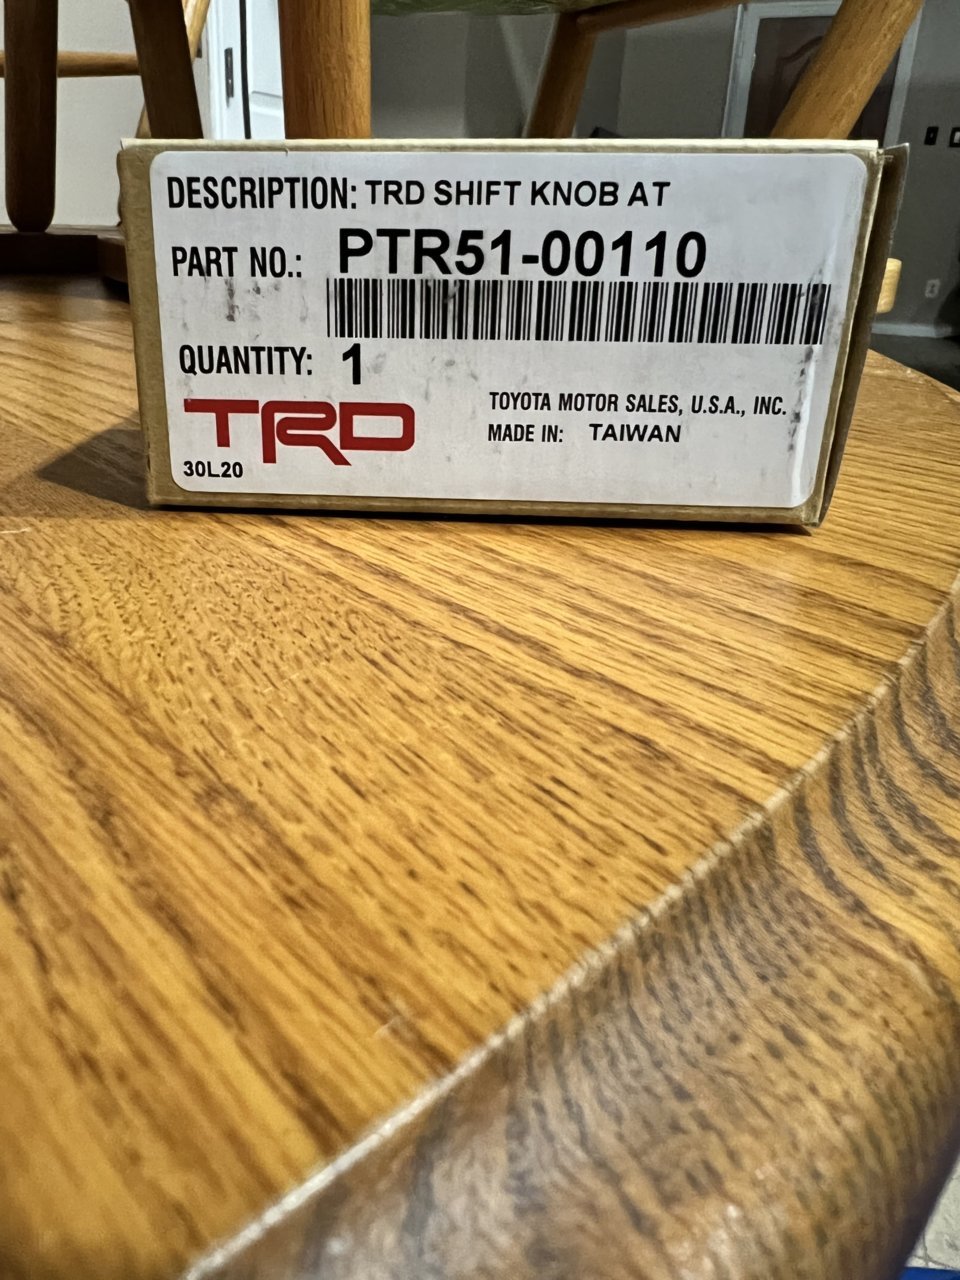 DESCRIPTION: TRD SHIFT KNOB AT
PART NO.: PTR51-00110
QUANTITY: 1
TRD
30L20
TOYOTA MOTOR SALES, U.S.A., INC.
MADE IN: TAIWAN